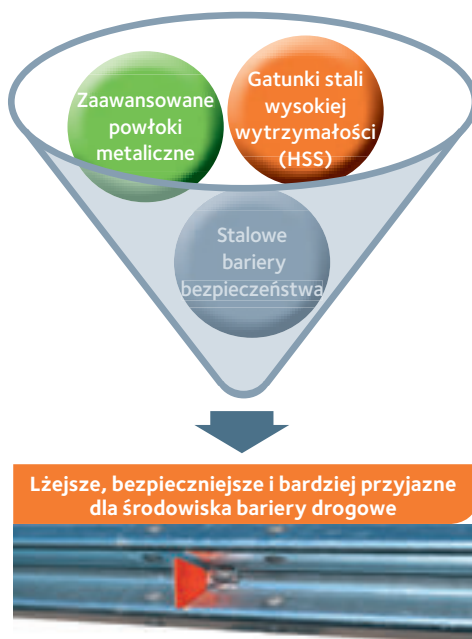 Zaawansowane
powłoki
metaliczne
Gatunki stali
wysokiej
wytrzymałości
(HSS)
Stalowe
bariery
bezpieczeństwa
Lżejsze, bezpieczniejsze i bardziej przyjazne
dla środowiska bariery drogowe